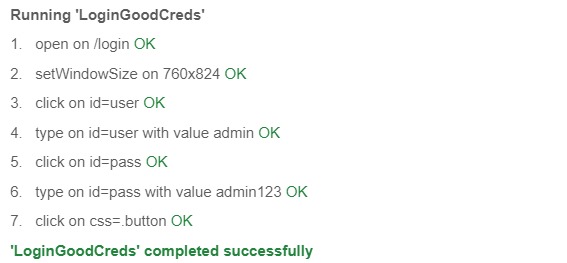 Running 'LoginGoodCreds'
1. open on /login OK
2. setWindowSize on 760x824 OK
3. click on id=user OK
4. type on id=user with value admin OK
5. click on id=pass OK
6. type on id=pass with value admin123 OK
7. click on css=.button OK
'LoginGoodCreds' completed successfully